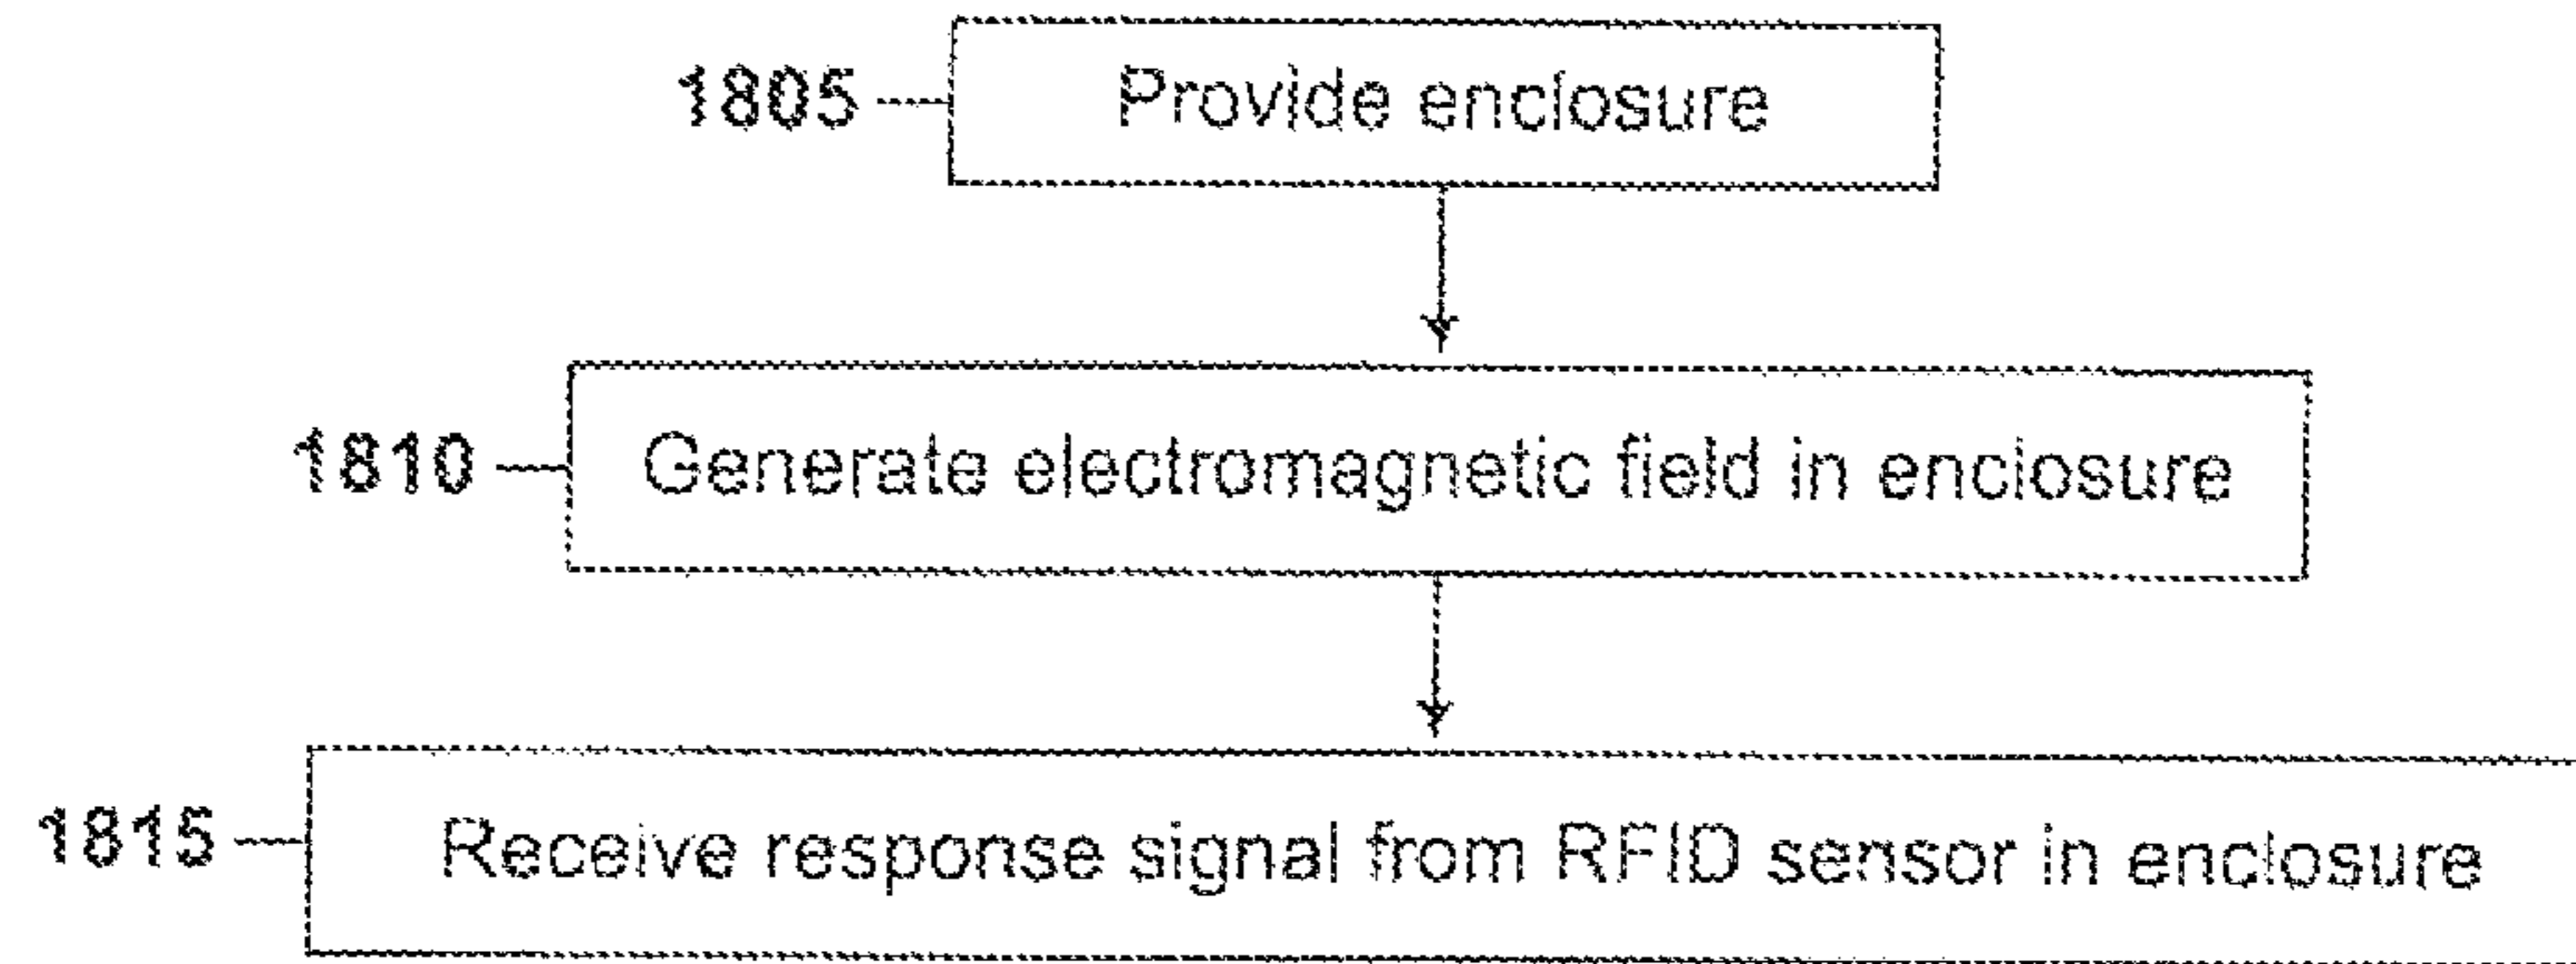 1805 Provide enclosure
1810 Generate electromagnetic field in enclosure
1815 Receive response signal from RFID sensor in enclosure